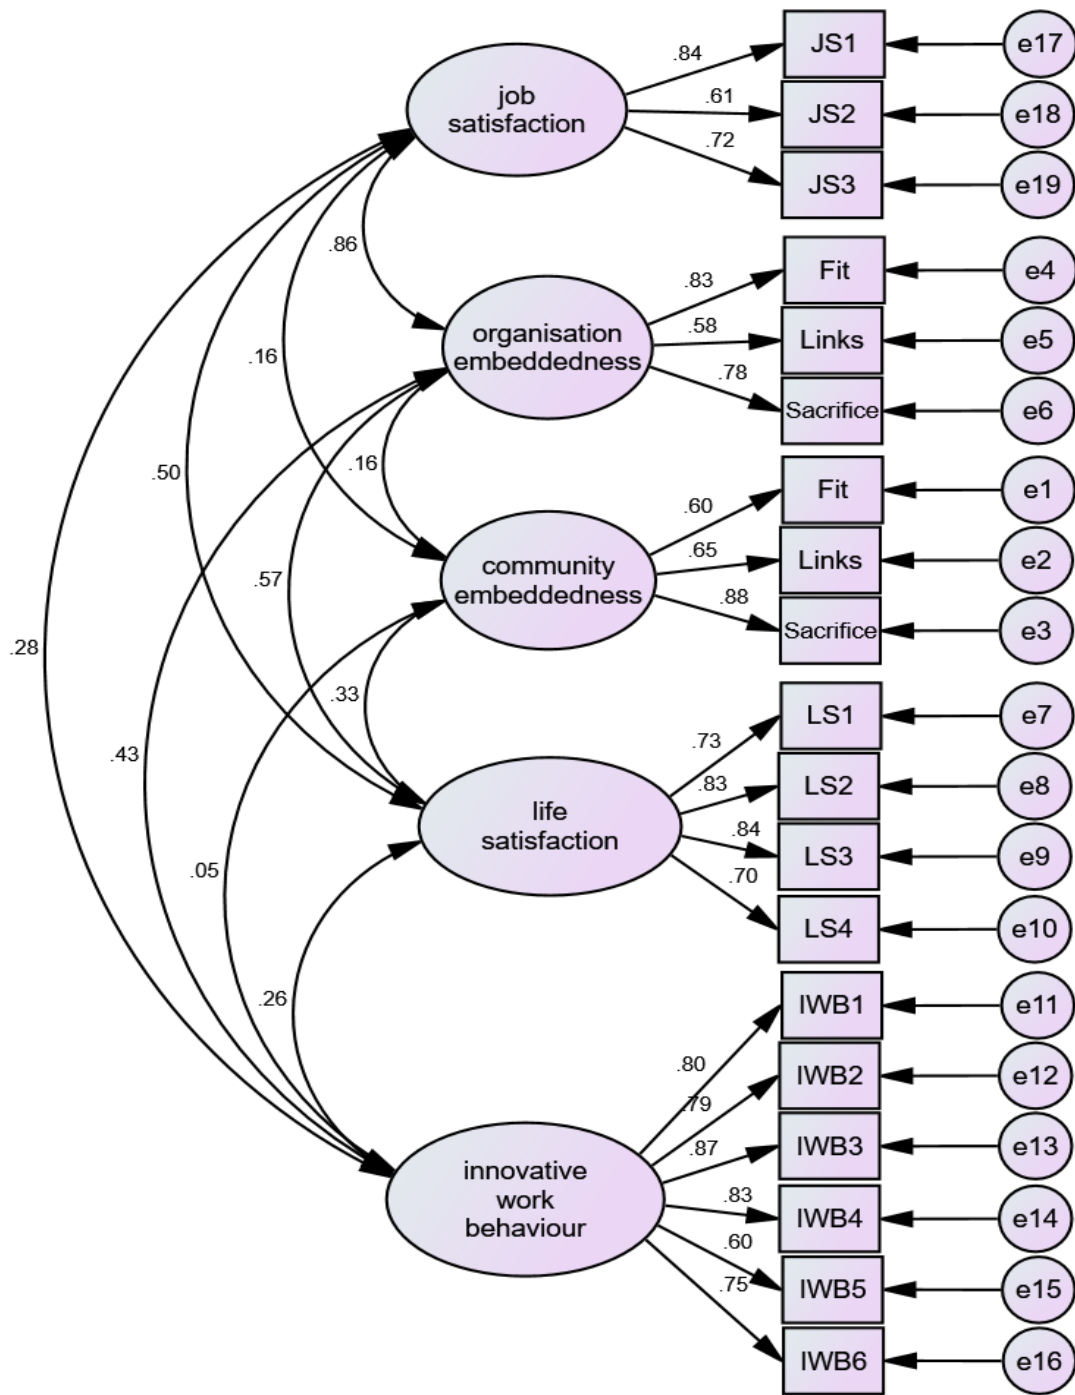 .84
JS1
e17
job
satisfaction
.61
JS2
e18
.72
JS3
e19
.86
.83
Fit
e4
organisation
embeddedness
.58
Links
e5
.78
Sacrifice
e6
.16
.50
.16
.60
Fit
e1
community
embeddedness
.65
Links
e2
.88
Sacrifice
e3
.57
.28
.33
.73
LS1
e7
.43
life
satisfaction
.83
LS2
e8
.84
LS3
e9
.70
LS4
e10
.05
.26
.80
IWB1
e11
.79
IWB2
e12
innovative
work
behaviour
.87
IWB3
e13
.83
IWB4
e14
.60
IWB5
e15
.75
IWB6
e16